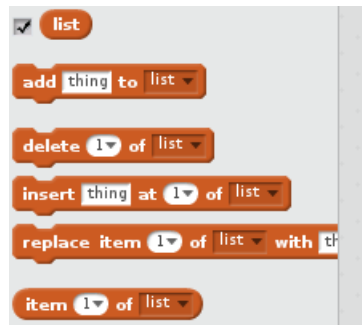 list
add thing to list
delete 1 of list
insert thing at 1 of list
replace item 1 of list with th
item 1 of list